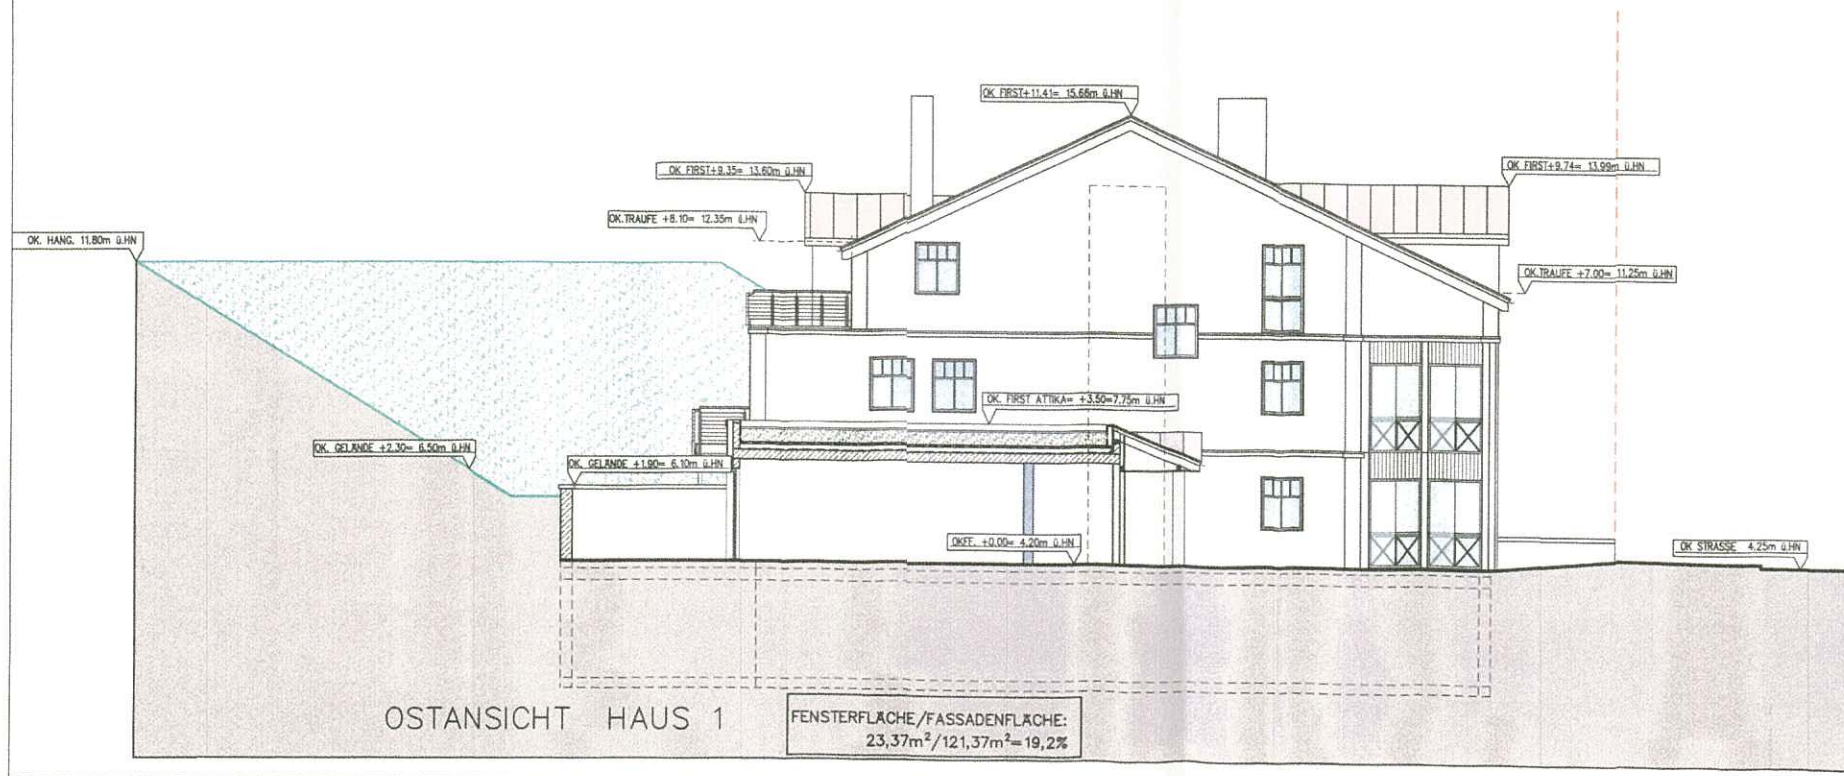 OK FIRST+11.41= 15.66m ü.HN
OK FIRST+9.35= 13.60m ü.HN
OK FIRST+9.74= 13.99m ü.HN
OK.TRAUFE +8.10= 12.35m ü.HN
OK. HANG. 11.80m ü.HN
OK.TRAUFE +7.00= 11.25m ü.HN
OK. FIRST ATTIKA= +3.50=7.75m ü.HN
OK. GELÄNDE +2.30= 6.50m ü.HN
OK. GELÄNDE +1.90= 6.10m ü.HN
OKFF. +0.00= 4.20m ü.HN
OK STRASSE 4.25m ü.HN
OSTANSICHT HAUS 1
FENSTERFLÄCHE/FASSADENFLÄCHE:
23,37m²/121,37m²=19,2%